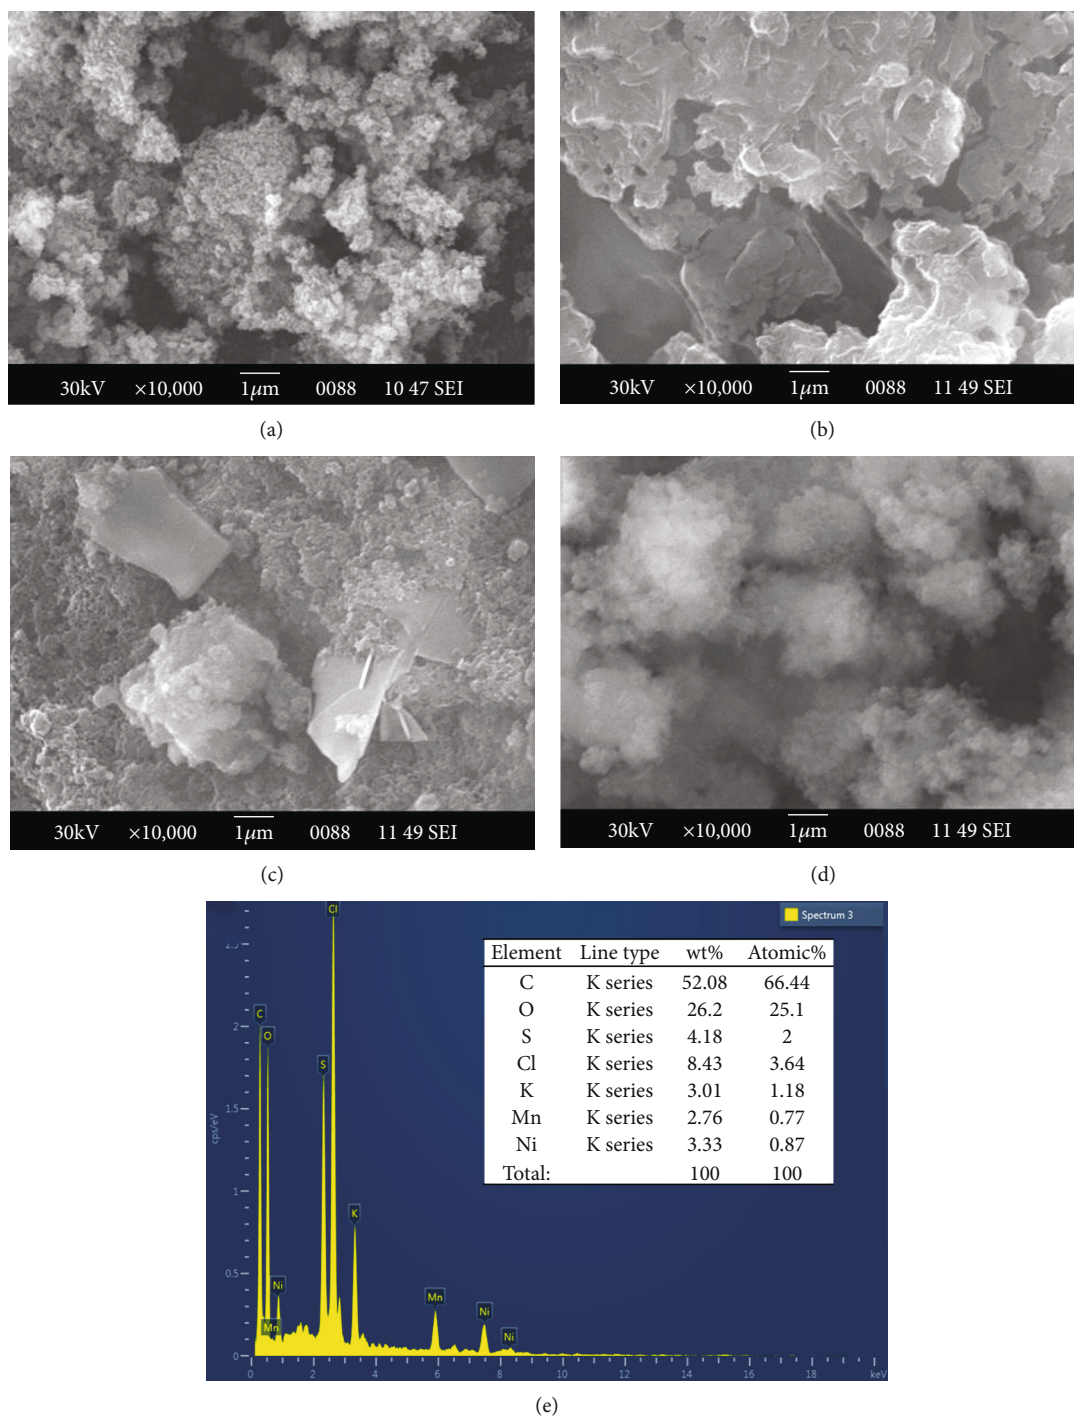 30kV ×10,000 1μm 0088 10 47 SEI
(a)
30kV ×10,000 1μm 0088 11 49 SEI
(b)
30kV ×10,000 1μm 0088 11 49 SEI
(c)
30kV ×10,000 1μm 0088 11 49 SEI
(d)
Spectrum 3
Element Line type wt% Atomic%
C K series 52.08 66.44
O K series 26.2 25.1
S K series 4.18 2
Cl K series 8.43 3.64
K K series 3.01 1.18
Mn K series 2.76 0.77
Ni K series 3.33 0.87
Total: 100 100
Cl
C
O
S
K
Ni
Mn
Mn
Ni
Ni
cps/eV
2
1.5
1
0.5
0
0 2 4 6 8 10 12 14 16 18 keV
(e)